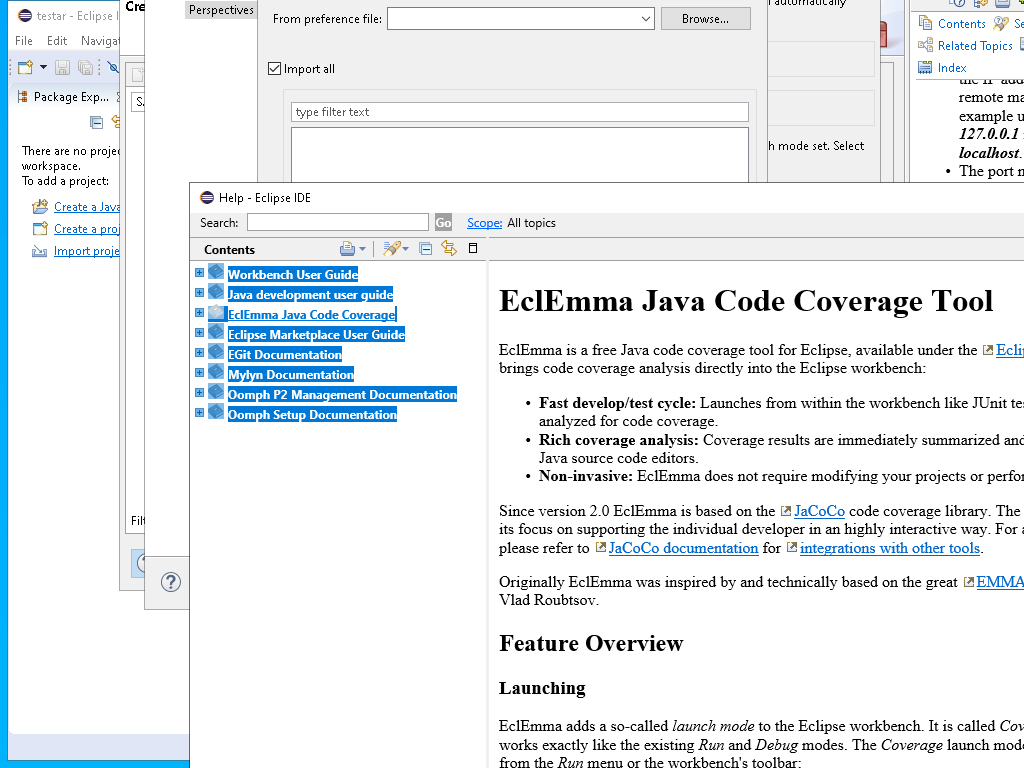 testar - Eclipse I
File Edit Navigat
Package Exp...
There are no proje
workspace.
To add a project:
Create a Java
Create a proj
Import proje
Cre
Filt
Perspectives
From preference file:
Browse...
Import all
type filter text
automatically
h mode set. Select
Contents
Se
Related Topics
Index
the IP add
remote ma
example u
127.0.0.1
localhost.
• The port n
Help - Eclipse IDE
Search: Go Scope: All topics
Contents
Workbench User Guide
Java development user guide
EclEmma Java Code Coverage
Eclipse Marketplace User Guide
EGit Documentation
Mylyn Documentation
Oomph P2 Management Documentation
Oomph Setup Documentation
EclEmma Java Code Coverage Tool
EclEmma is a free Java code coverage tool for Eclipse, available under the Eclip
brings code coverage analysis directly into the Eclipse workbench:
• Fast develop/test cycle: Launches from within the workbench like JUnit tes
analyzed for code coverage.
• Rich coverage analysis: Coverage results are immediately summarized and
Java source code editors.
• Non-invasive: EclEmma does not require modifying your projects or perfor
Since version 2.0 EclEmma is based on the JaCoCo code coverage library. The
its focus on supporting the individual developer in an highly interactive way. For a
please refer to JaCoCo documentation for integrations with other tools.
Originally EclEmma was inspired by and technically based on the great EMMA
Vlad Roubtsov.
Feature Overview
Launching
EclEmma adds a so-called launch mode to the Eclipse workbench. It is called Cov
works exactly like the existing Run and Debug modes. The Coverage launch mode
from the Run menu or the workbench's toolbar: